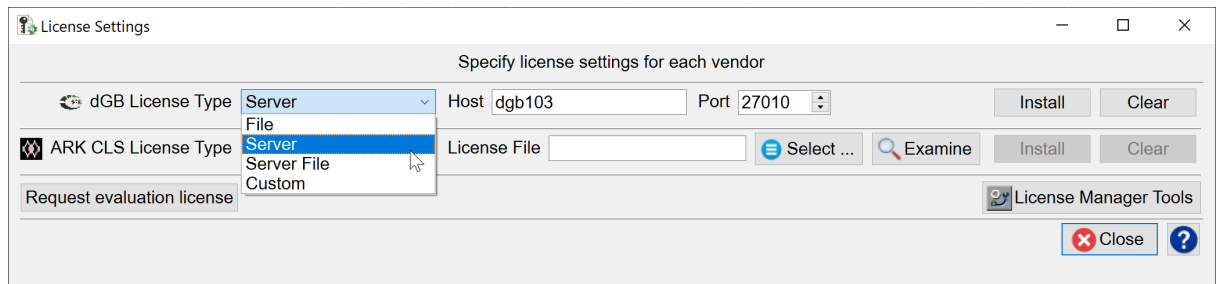 License Settings
Specify license settings for each vendor
dGB License Type Server Host dgb103 Port 27010 Install Clear
File
Server
Server File
Custom
ARK CLS License Type License File Select ... Examine Install Clear
Request evaluation license License Manager Tools
Close ?